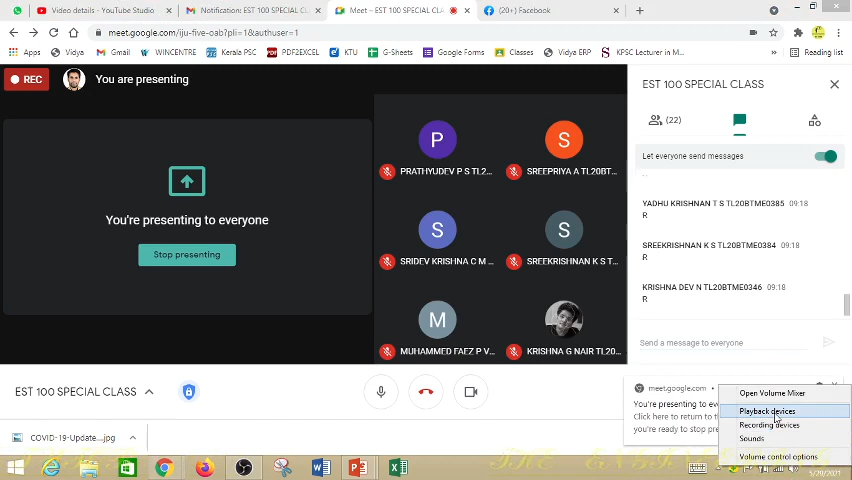 Video details - YouTube Studio
Notification: EST 100 SPECIAL CL
Meet – EST 100 SPECIAL CL
(20+) Facebook
meet.google.com/iju-five-oab?pli=1&authuser=1
Apps
Vidya
Gmail
WINCENTRE
Kerala PSC
PDF2EXCEL
KTU
G-Sheets
Google Forms
Classes
Vidya ERP
KPSC Lecturer in M...
Reading list
REC
You are presenting
EST 100 SPECIAL CLASS
(22)
Let everyone send messages
P
PRATHYUDEV P S TL2...
S
SREEPRIYA A TL20BT...
You're presenting to everyone
Stop presenting
S
SRIDEV KRISHNA C M ...
S
SREEKRISHNAN K S T...
M
MUHAMMED FAEZ P V...
KRISHNA G NAIR TL20...
YADHU KRISHNAN T S TL20BTME0385 09:18
R
SREEKRISHNAN K S TL20BTME0384 09:18
R
KRISHNA DEV N TL20BTME0346 09:18
R
Send a message to everyone
EST 100 SPECIAL CLASS
meet.google.com •
You're presenting to eve
Click here to return to th
you're ready to stop pre
Open Volume Mixer
Playback devices
Recording devices
Sounds
Volume control options
COVID-19-Update....jpg
5/20/2021